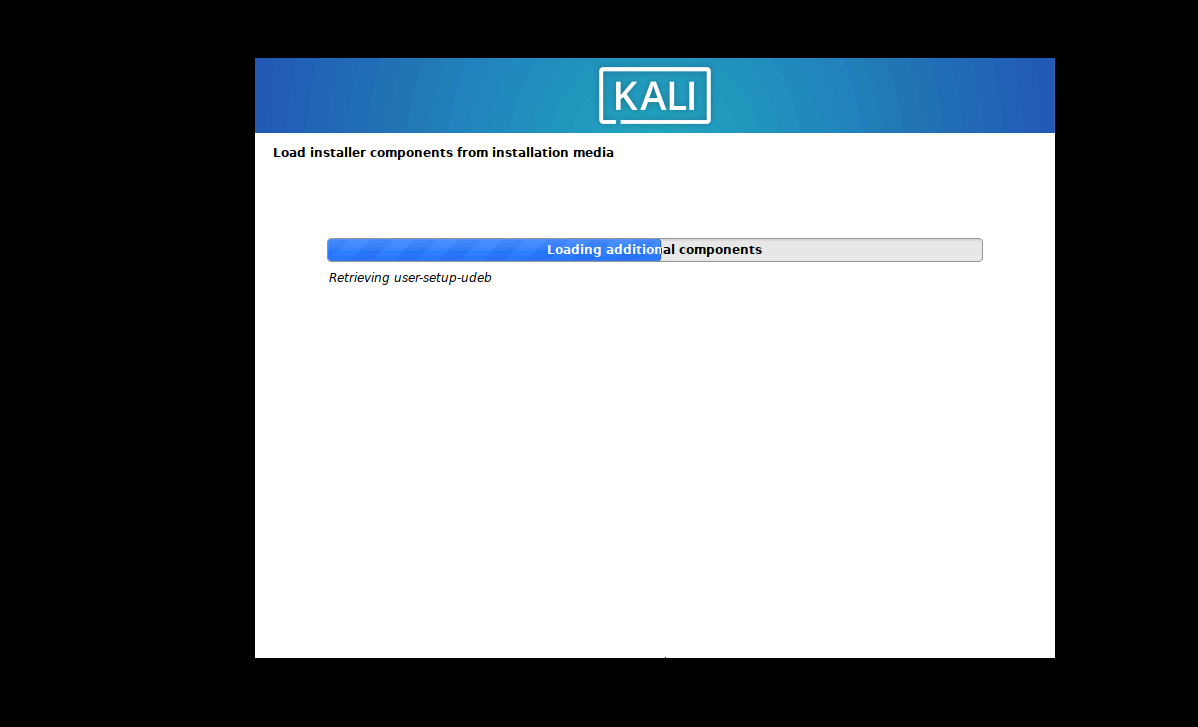 KALI
Load installer components from installation media
Loading additional components
Retrieving user-setup-udeb